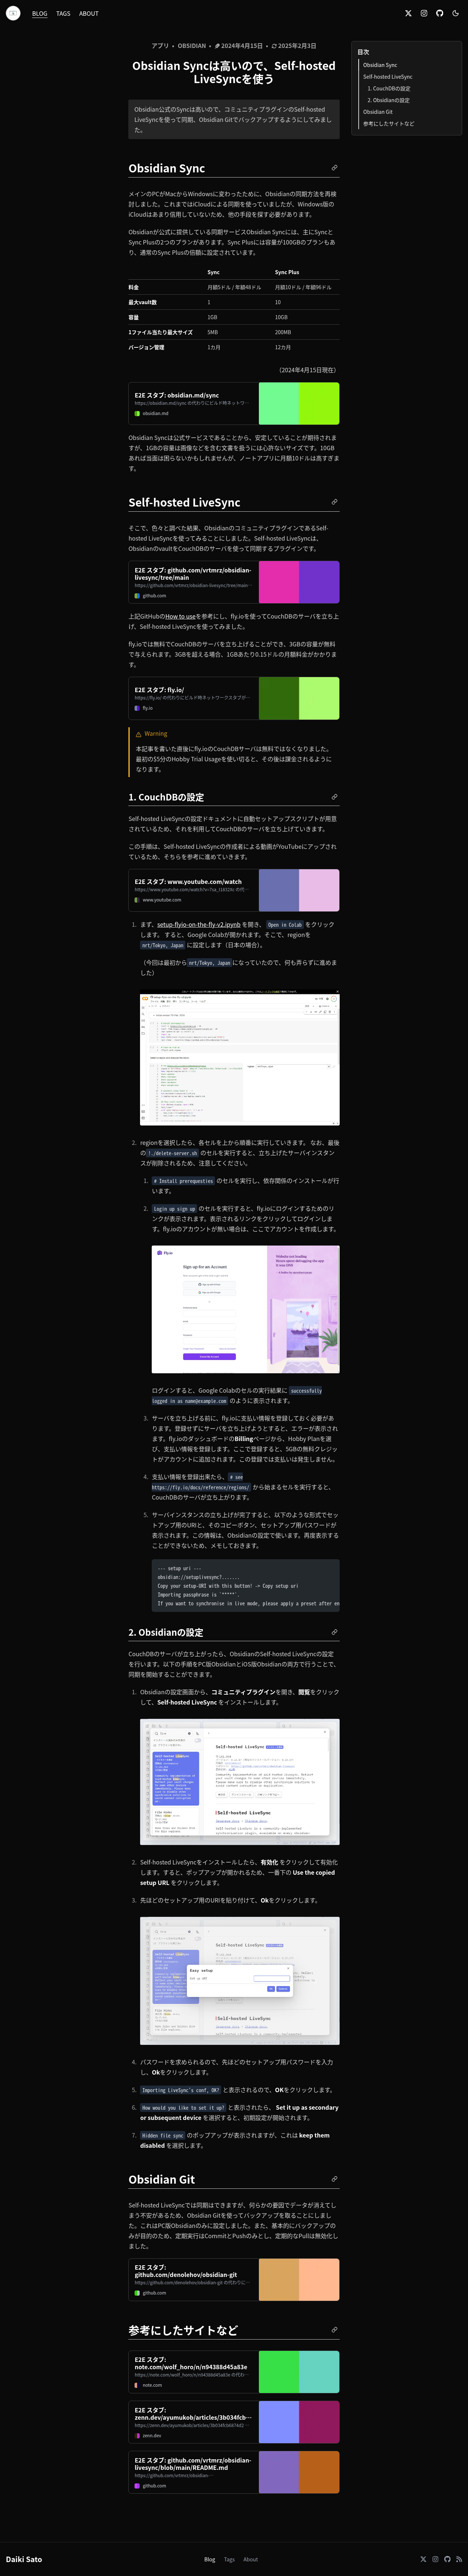 BLOG TAGS ABOUT
アプリ • OBSIDIAN • 2024年4月15日 • 2025年2月3日
Obsidian Syncは高いので、Self-hosted
LiveSyncを使う
Obsidian公式のSyncは高いので、コミュニティプラグインのSelf-hosted
LiveSyncを使って同期、Obsidian Gitでバックアップするようにしてみまし
た。
目次
Obsidian Sync
Self-hosted LiveSync
1. CouchDBの設定
2. Obsidianの設定
Obsidian Git
参考にしたサイトなど
Obsidian Sync
メインのPCがMacからWindowsに変わったために、Obsidianの同期方法を再検
討しました。これまではiCloudによる同期を使っていましたが、Windows版の
iCloudはあまり信用していないため、他の手段を探す必要があります。
Obsidianが公式に提供している同期サービスObsidian Syncには、主にSyncと
Sync Plusの2つのプランがあります。Sync Plusには容量が100GBのプランもあ
り、通常のSync Plusの倍額に設定されています。
Sync Sync Plus
料金 月額5ドル / 年額48ドル 月額10ドル / 年額96ドル
最大vault数 1 10
容量 1GB 10GB
1ファイル当たり最大サイズ 5MB 200MB
バージョン管理 1カ月 12カ月
（2024年4月15日現在）
E2E スタブ: obsidian.md/sync
https://obsidian.md/sync の代わりにビルド時ネットワー…
obsidian.md
Obsidian Syncは公式サービスであることから、安定していることが期待されま
すが、1GBの容量は画像などを含む文書を扱うには心許ないサイズです。10GB
あれば当面は困らないかもしれませんが、ノートアプリに月額10ドルは高すぎま
す。
Self-hosted LiveSync
そこで、色々と調べた結果、ObsidianのコミュニティプラグインであるSelf-
hosted LiveSyncを使ってみることにしました。Self-hosted LiveSyncは、
ObsidianのvaultをCouchDBのサーバを使って同期するプラグインです。
E2E スタブ: github.com/vrtmrz/obsidian-
livesync/tree/main
https://github.com/vrtmrz/obsidian-livesync/tree/main…
github.com
上記GitHubのHow to useを参考にし、fly.ioを使ってCouchDBのサーバを立ち上
げ、Self-hosted LiveSyncを使ってみました。
fly.ioでは無料でCouchDBのサーバを立ち上げることができ、3GBの容量が無料
で与えられます。3GBを超える場合、1GBあたり0.15ドルの月額料金がかかりま
す。
E2E スタブ: fly.io/
https://fly.io/ の代わりにビルド時ネットワークスタブが…
fly.io
Warning
本記事を書いた直後にfly.ioのCouchDBサーバは無料ではなくなりました。
最初の$5分のHobby Trial Usageを使い切ると、その後は課金されるように
なります。
1. CouchDBの設定
Self-hosted LiveSyncの設定ドキュメントに自動セットアップスクリプトが用意
されているため、それを利用してCouchDBのサーバを立ち上げていきます。
この手順は、Self-hosted LiveSyncの作成者による動画がYouTubeにアップされ
ているため、そちらを参考に進めていきます。
E2E スタブ: www.youtube.com/watch
www.youtube.com
1. まず、setup-flyio-on-the-fly-v2.ipynb を開き、 Open in Colab をクリック
します。 すると、Google Colabが開かれます。そこで、regionを
nrt/Tokyo, Japan に設定します（日本の場合）。
（今回は最初から nrt/Tokyo, Japan になっていたので、何も弄らずに進めま
した）
2. regionを選択したら、各セルを上から順番に実行していきます。 なお、最後
の !./delete-server.sh のセルを実行すると、立ち上げたサーバインスタン
スが削除されるため、注意してください。
1. # Install prerequesties のセルを実行し、依存関係のインストールが行
います。
2. Login up sign up のセルを実行すると、fly.ioにログインするためのリ
ンクが表示されます。表示されるリンクをクリックしてログインしま
す。fly.ioのアカウントが無い場合は、ここでアカウントを作成します。
Fly.io
Sign up for an Account
ログインすると、Google Colabのセルの実行結果に successfully
logged in as name@example.com のように表示されます。
3. サーバを立ち上げる前に、fly.ioに支払い情報を登録しておく必要があ
ります。登録せずにサーバを立ち上げようとすると、エラーが表示され
ます。fly.ioのダッシュボードのBillingページから、Hobby Planを選
び、支払い情報を登録します。ここで登録すると、5GBの無料クレジッ
トがアカウントに追加されます。この登録では支払いは発生しません。
4. 支払い情報を登録出来たら、 # see
https://fly.io/docs/reference/regions/ から始まるセルを実行すると、
CouchDBのサーバが立ち上がります。
5. サーバインスタンスの立ち上げが完了すると、以下のような形式でセッ
トアップ用のURIと、そのコピーボタン、セットアップ用パスワードが
表示されます。この情報は、Obsidianの設定で使います。再度表示する
ことができないため、メモしておきます。
--- setup uri ---
obsidian://setuplivesync?.......
Copy your setup-URI with this button! -> Copy setup uri
Importing passphrase is `*****`.
If you want to synchronise in live mode, please apply a preset after en
2. Obsidianの設定
CouchDBのサーバが立ち上がったら、ObsidianのSelf-hosted LiveSyncの設定
を行います。以下の手順をPC版ObsidianとiOS版Obsidianの両方で行うことで、
同期を開始することができます。
1. Obsidianの設定画面から、コミュニティプラグインを開き、閲覧をクリック
して、Self-hosted LiveSync をインストールします。
Self-hosted LiveSync
2. Self-hosted LiveSyncをインストールしたら、有効化 をクリックして有効化
します。すると、ポップアップが開かれるため、一番下の Use the copied
setup URL をクリックします。
3. 先ほどのセットアップ用のURIを貼り付けて、Okをクリックします。
Self-hosted LiveSync
Easy setup
4. パスワードを求められるので、先ほどのセットアップ用パスワードを入力
し、Okをクリックします。
5. Importing LiveSync's conf, OK? と表示されるので、OKをクリックします。
6. How would you like to set it up? と表示されたら、 Set it up as secondary
or subsequent device を選択すると、初期設定が開始されます。
7. Hidden file sync のポップアップが表示されますが、これは keep them
disabled を選択します。
Obsidian Git
Self-hosted LiveSyncでは同期はできますが、何らかの要因でデータが消えてし
まう不安があるため、Obsidian Gitを使ってバックアップを取ることにしまし
た。これはPC版Obsidianのみに設定しました。また、基本的にバックアップの
みが目的のため、定期実行はCommitとPushのみとし、定期的なPullは無効化し
ました。
E2E スタブ:
github.com/denolehov/obsidian-git
https://github.com/denolehov/obsidian-git の代わりに…
github.com
参考にしたサイトなど
E2E スタブ:
note.com/wolf_horo/n/n94388d45a83e
https://note.com/wolf_horo/n/n94388d45a83e の代わ…
note.com
E2E スタブ:
zenn.dev/ayumukob/articles/3b034fcb…
zenn.dev
E2E スタブ: github.com/vrtmrz/obsidian-
livesync/blob/main/README.md
https://github.com/vrtmrz/obsidian-…
github.com
Daiki Sato Blog Tags About